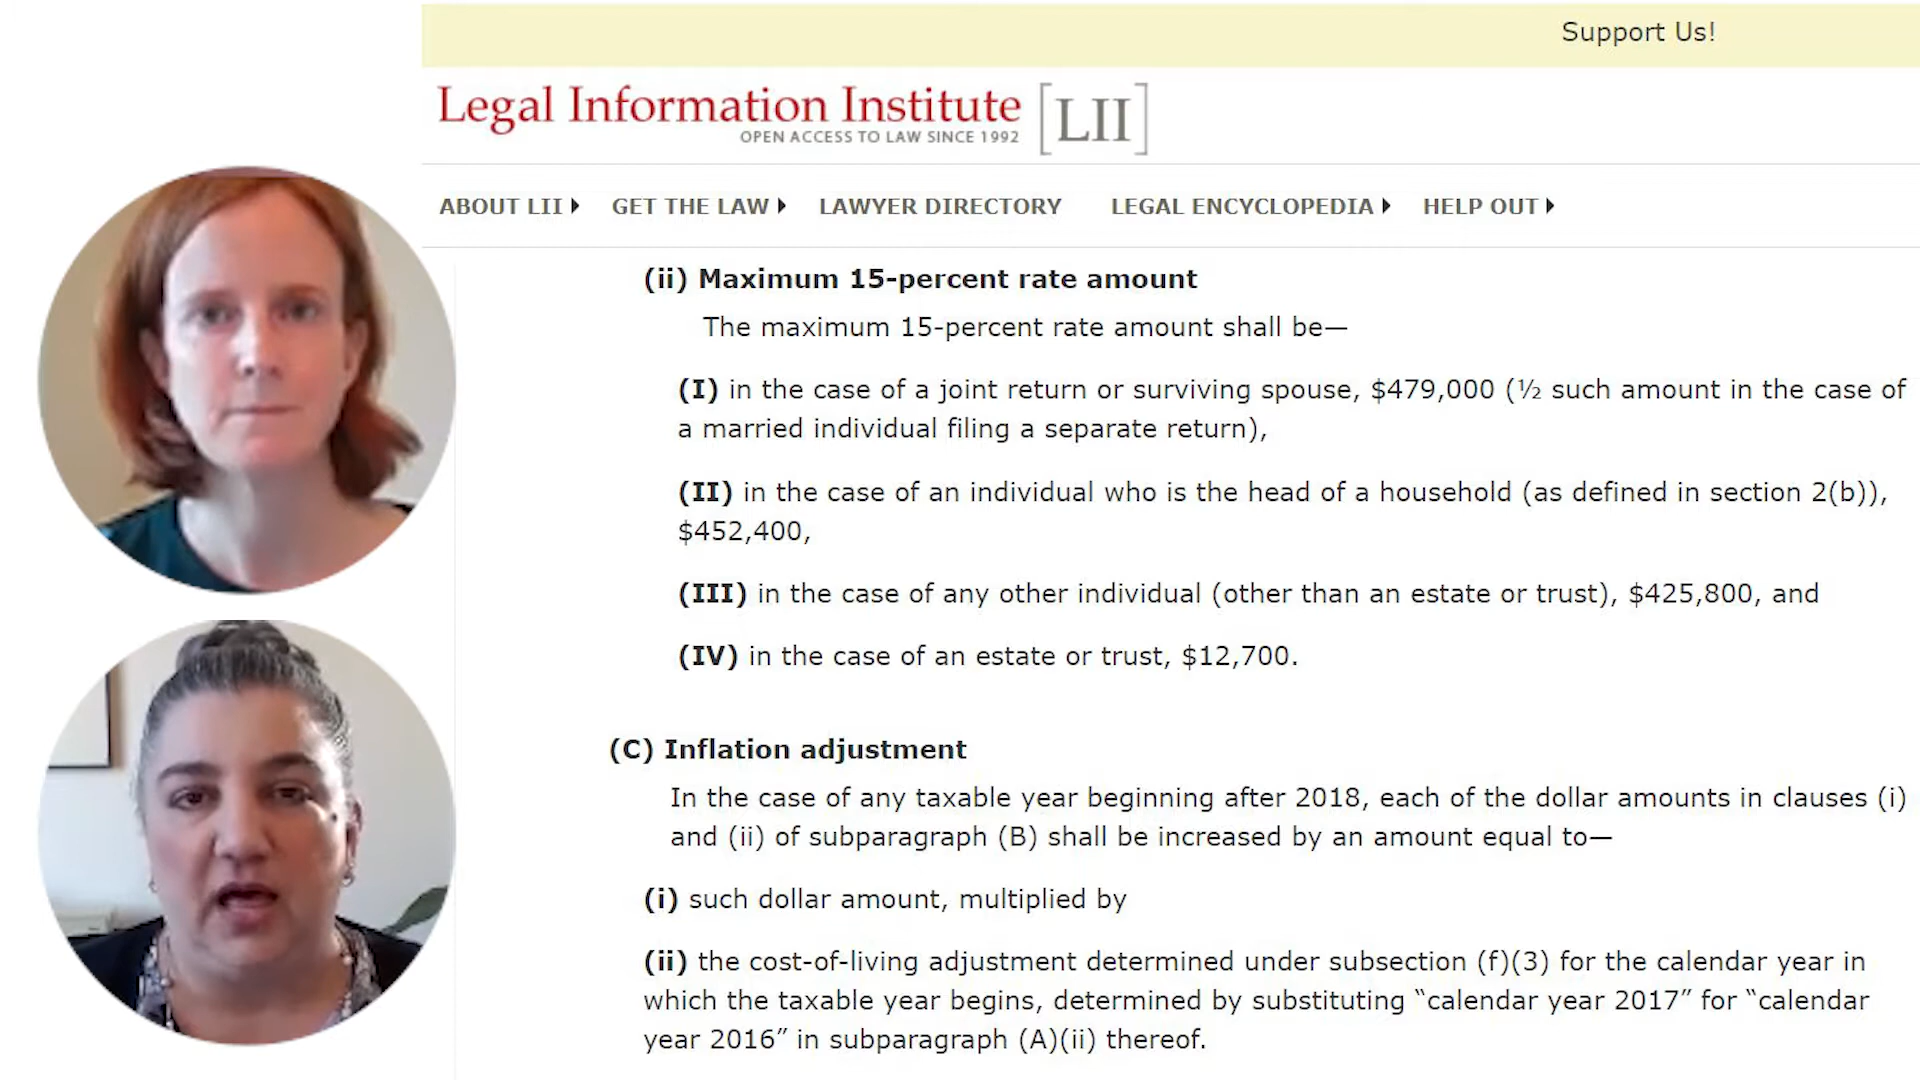 Support Us!
Legal Information Institute [LII]
OPEN ACCESS TO LAW SINCE 1992
ABOUT LII GET THE LAW LAWYER DIRECTORY LEGAL ENCYCLOPEDIA HELP OUT
(ii) Maximum 15-percent rate amount
The maximum 15-percent rate amount shall be—
(I) in the case of a joint return or surviving spouse, $479,000 (½ such amount in the case of
a married individual filing a separate return),
(II) in the case of an individual who is the head of a household (as defined in section 2(b)),
$452,400,
(III) in the case of any other individual (other than an estate or trust), $425,800, and
(IV) in the case of an estate or trust, $12,700.
(C) Inflation adjustment
In the case of any taxable year beginning after 2018, each of the dollar amounts in clauses (i)
and (ii) of subparagraph (B) shall be increased by an amount equal to—
(i) such dollar amount, multiplied by
(ii) the cost-of-living adjustment determined under subsection (f)(3) for the calendar year in
which the taxable year begins, determined by substituting “calendar year 2017” for “calendar
year 2016” in subparagraph (A)(ii) thereof.